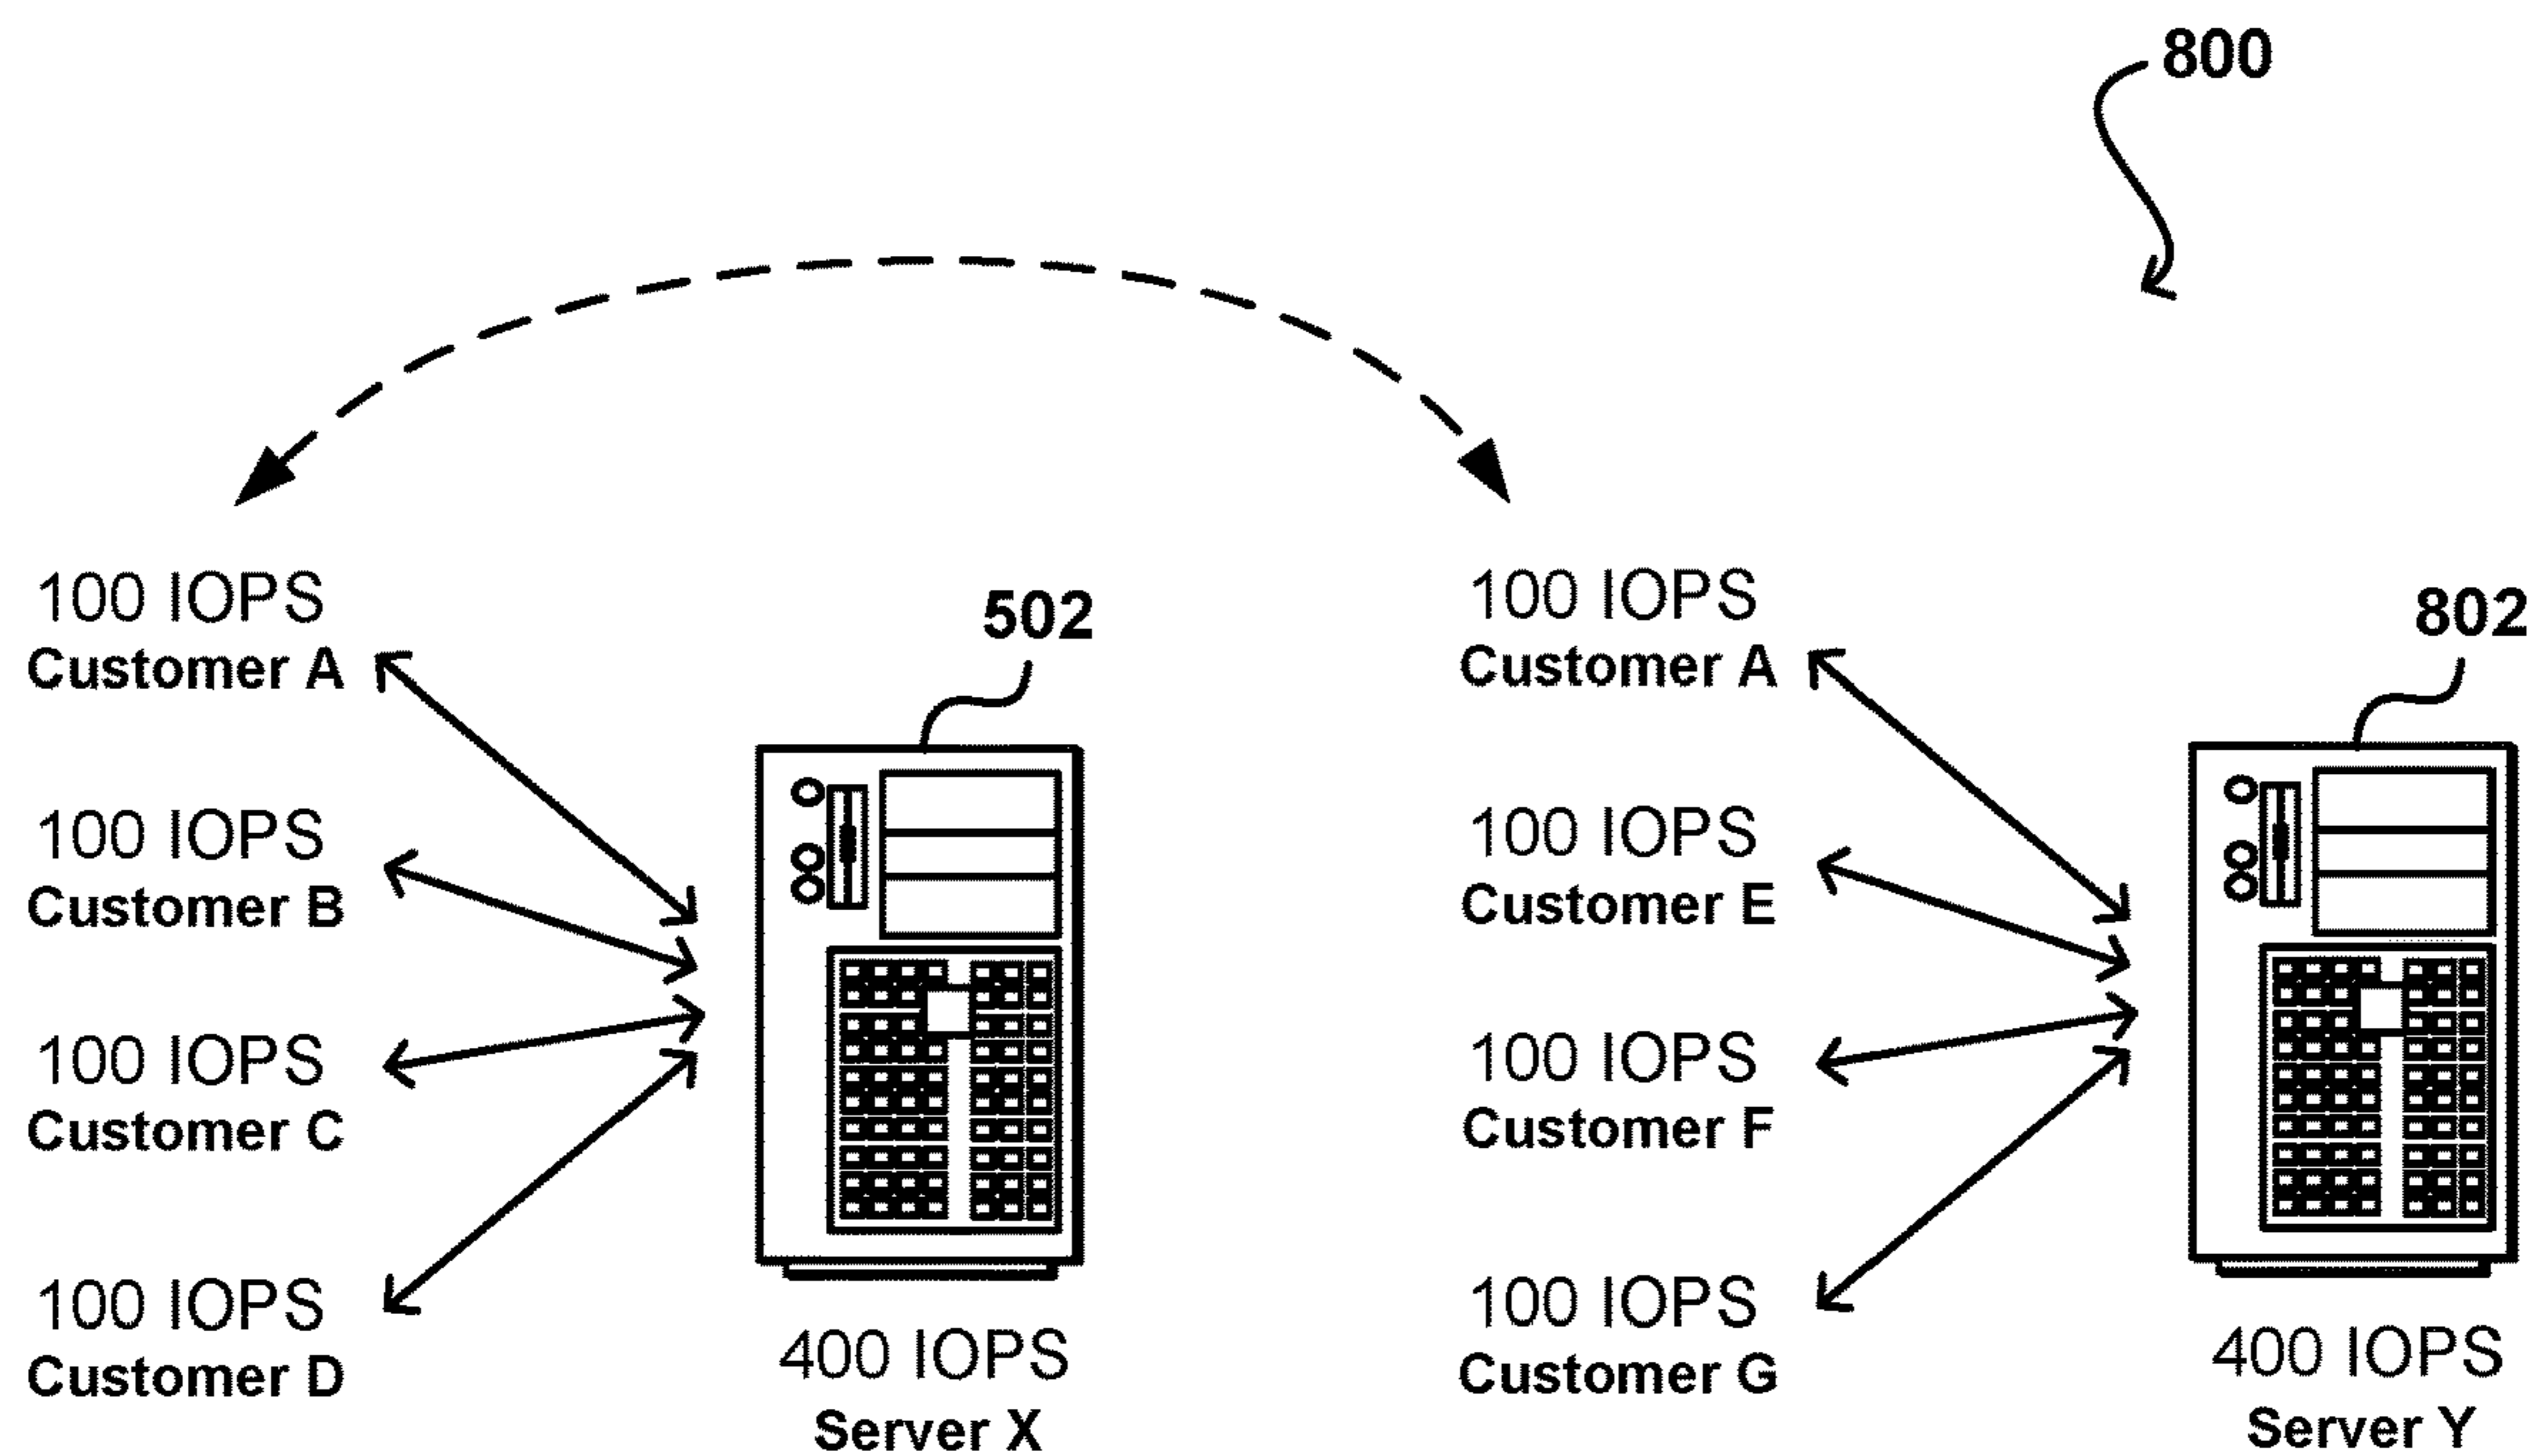 800
100 IOPS
Customer A
502
100 IOPS
Customer B
100 IOPS
Customer C
100 IOPS
Customer D
400 IOPS
Server X
100 IOPS
Customer A
802
100 IOPS
Customer E
100 IOPS
Customer F
100 IOPS
Customer G
400 IOPS
Server Y